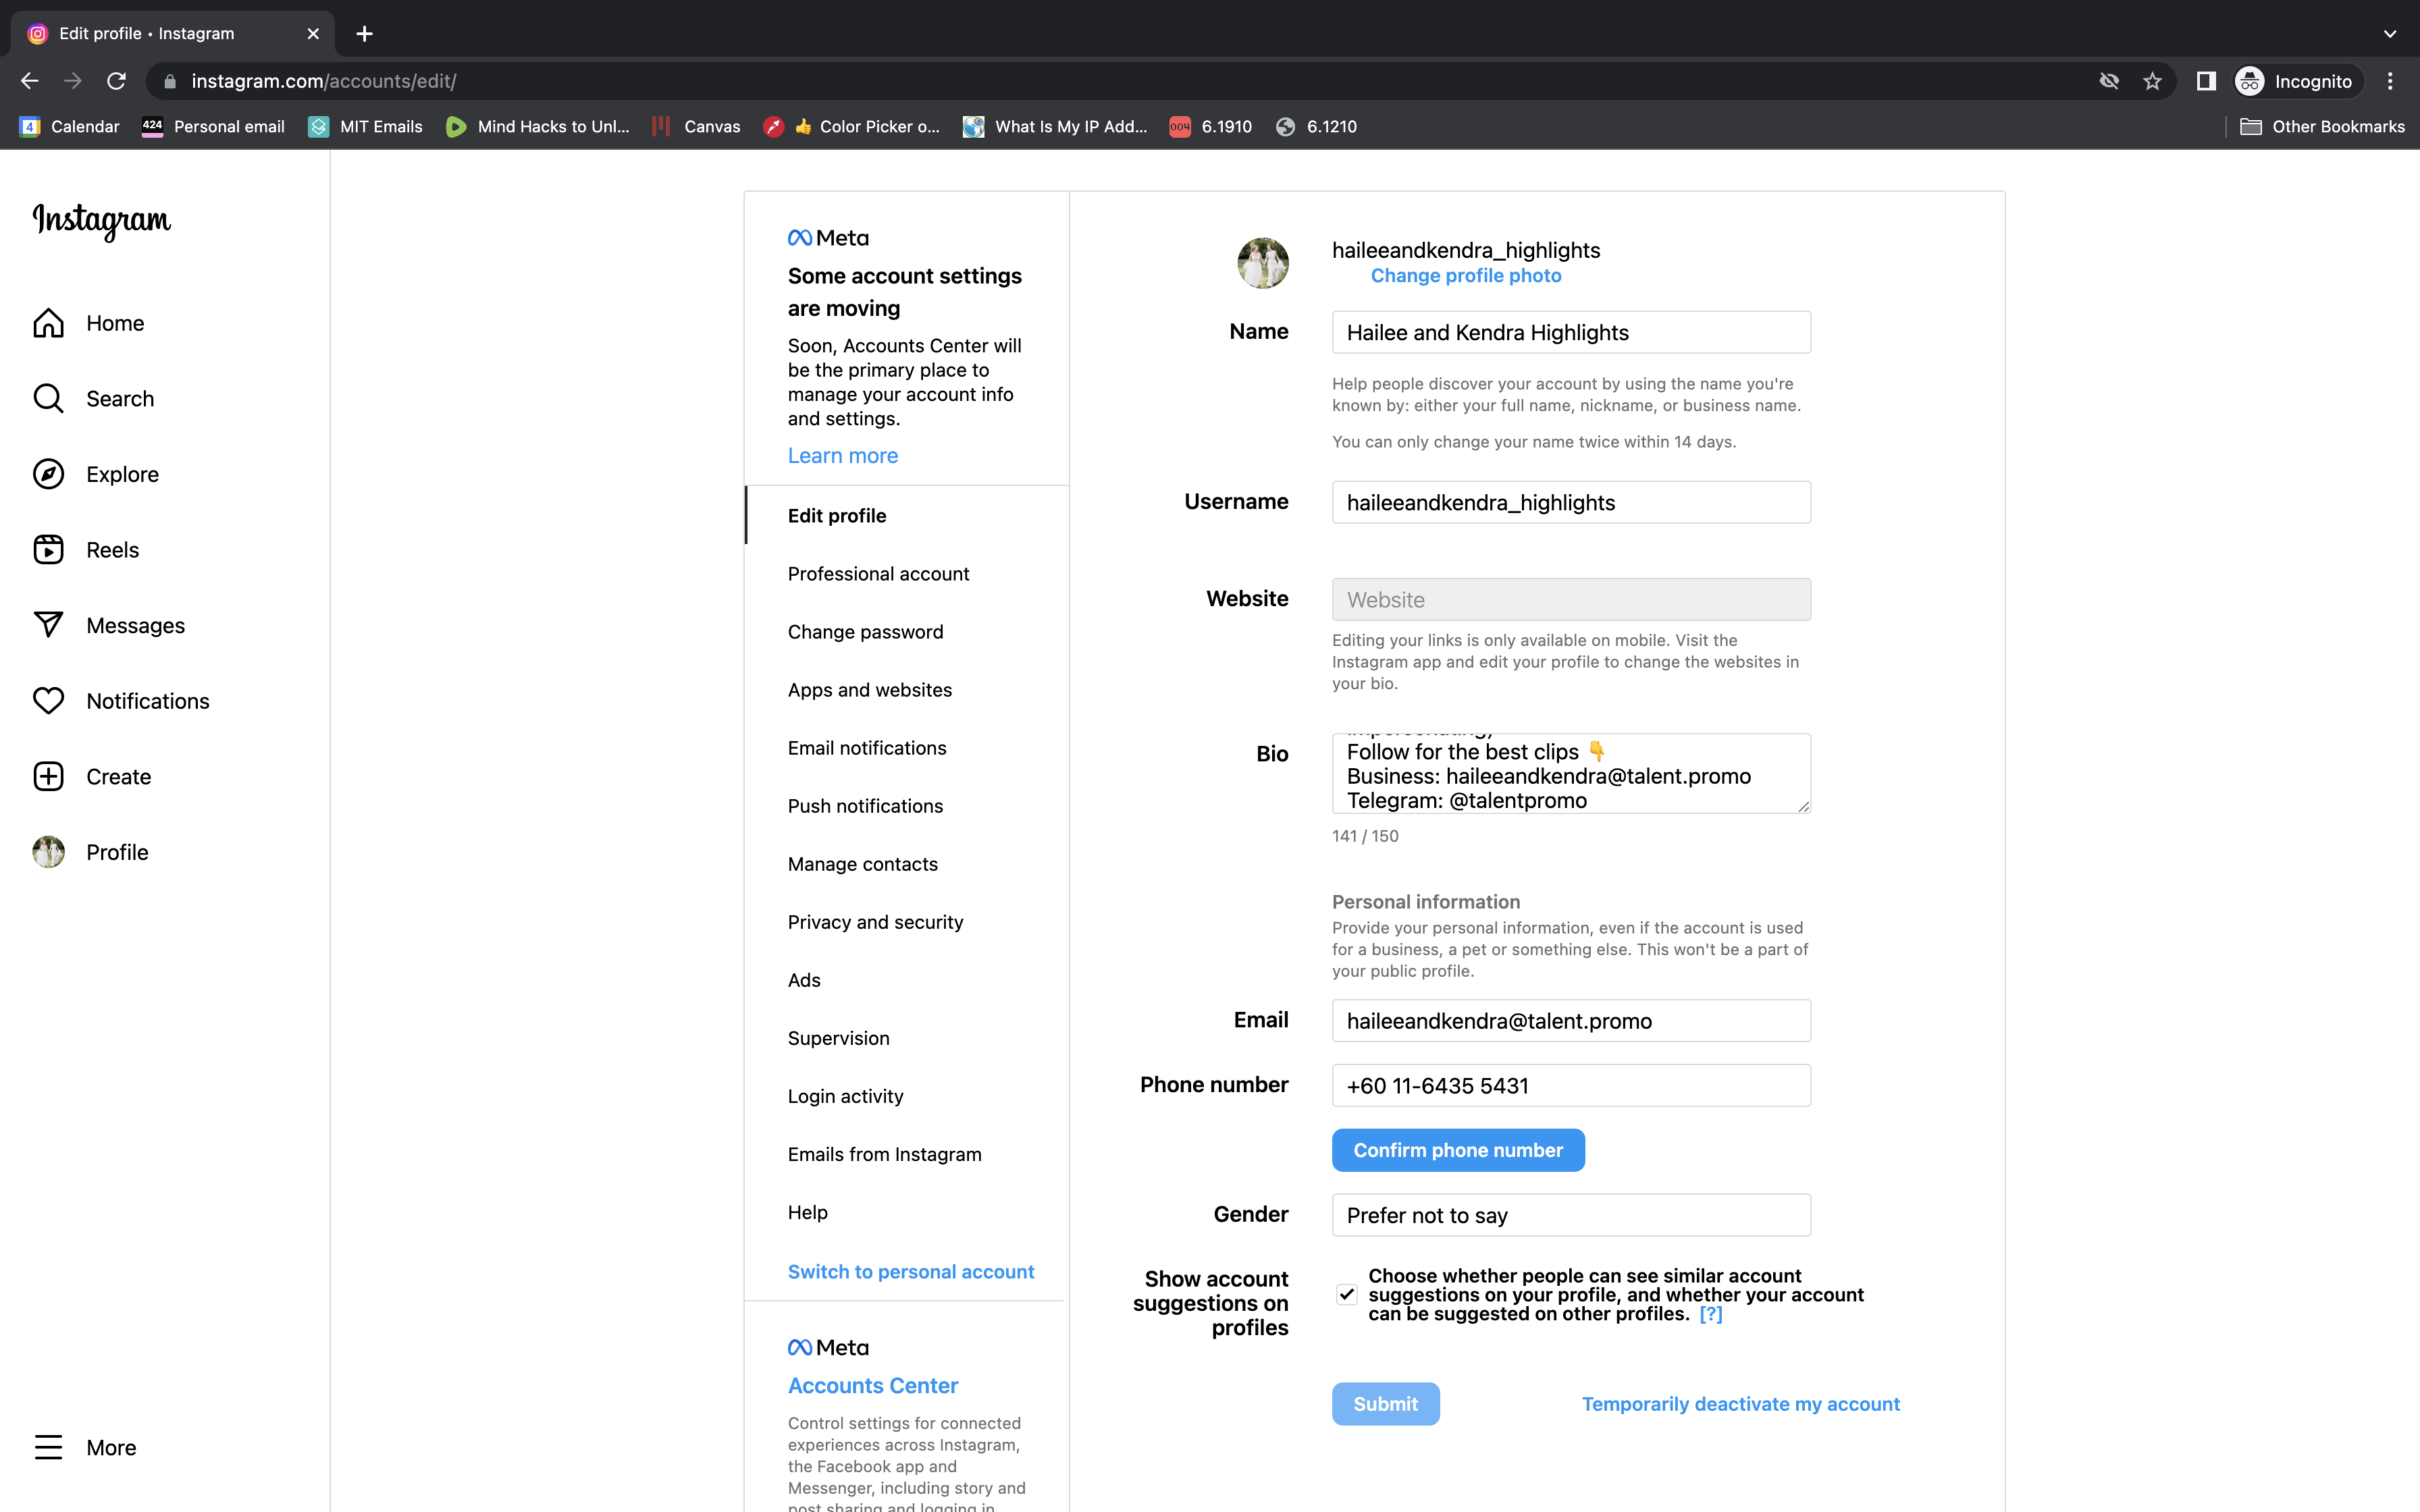 Edit profile • Instagram
instagram.com/accounts/edit/
Incognito
4 Calendar
424 Personal email
MIT Emails
Mind Hacks to Unl...
Canvas
👍 Color Picker o...
What Is My IP Add...
004 6.1910
6.1210
Other Bookmarks
Instagram
Home
Search
Explore
Reels
Messages
Notifications
Create
Profile
More
Meta
Some account settings
are moving
Soon, Accounts Center will
be the primary place to
manage your account info
and settings.
Learn more
Edit profile
Professional account
Change password
Apps and websites
Email notifications
Push notifications
Manage contacts
Privacy and security
Ads
Supervision
Login activity
Emails from Instagram
Help
Switch to personal account
Meta
Accounts Center
Control settings for connected
experiences across Instagram,
the Facebook app and
Messenger, including story and
post sharing and logging in.
haileeandkendra_highlights
Change profile photo
Name
Hailee and Kendra Highlights
Help people discover your account by using the name you're
known by: either your full name, nickname, or business name.
You can only change your name twice within 14 days.
Username
haileeandkendra_highlights
Website
Website
Editing your links is only available on mobile. Visit the
Instagram app and edit your profile to change the websites in
your bio.
Bio
impersonating)
Follow for the best clips 👇
Business: haileeandkendra@talent.promo
Telegram: @talentpromo
141 / 150
Personal information
Provide your personal information, even if the account is used
for a business, a pet or something else. This won't be a part of
your public profile.
Email
haileeandkendra@talent.promo
Phone number
+60 11-6435 5431
Confirm phone number
Gender
Prefer not to say
Show account
suggestions on
profiles
Choose whether people can see similar account
suggestions on your profile, and whether your account
can be suggested on other profiles. [?]
Submit
Temporarily deactivate my account